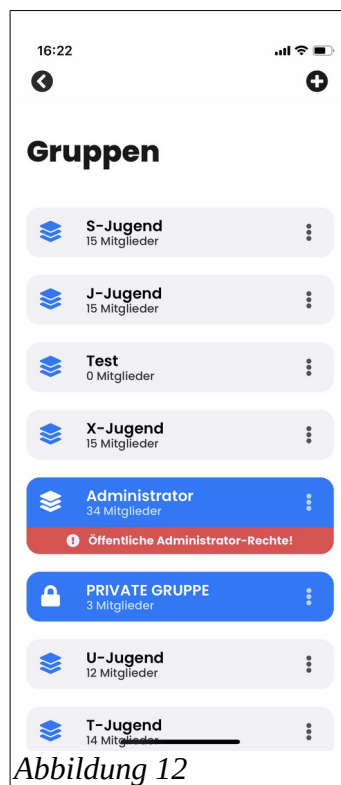 16:22
Gruppen
S-Jugend
15 Mitglieder
J-Jugend
15 Mitglieder
Test
0 Mitglieder
X-Jugend
15 Mitglieder
Administrator
34 Mitglieder
Öffentliche Administrator-Rechte!
PRIVATE GRUPPE
3 Mitglieder
U-Jugend
12 Mitglieder
T-Jugend
14 Mitglieder
Abbildung 12